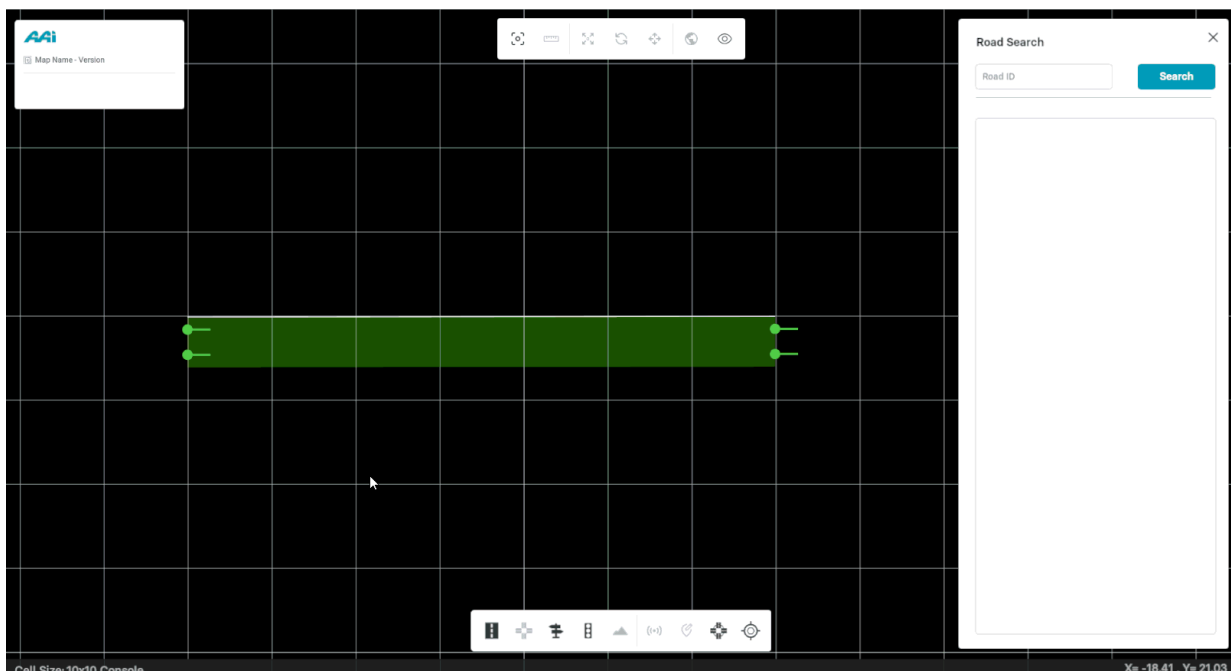 AAi
Map Name - Version
Road Search
Road ID
Search
Cell Size: 10x10 Console
X= -18.41 , Y= 21.03